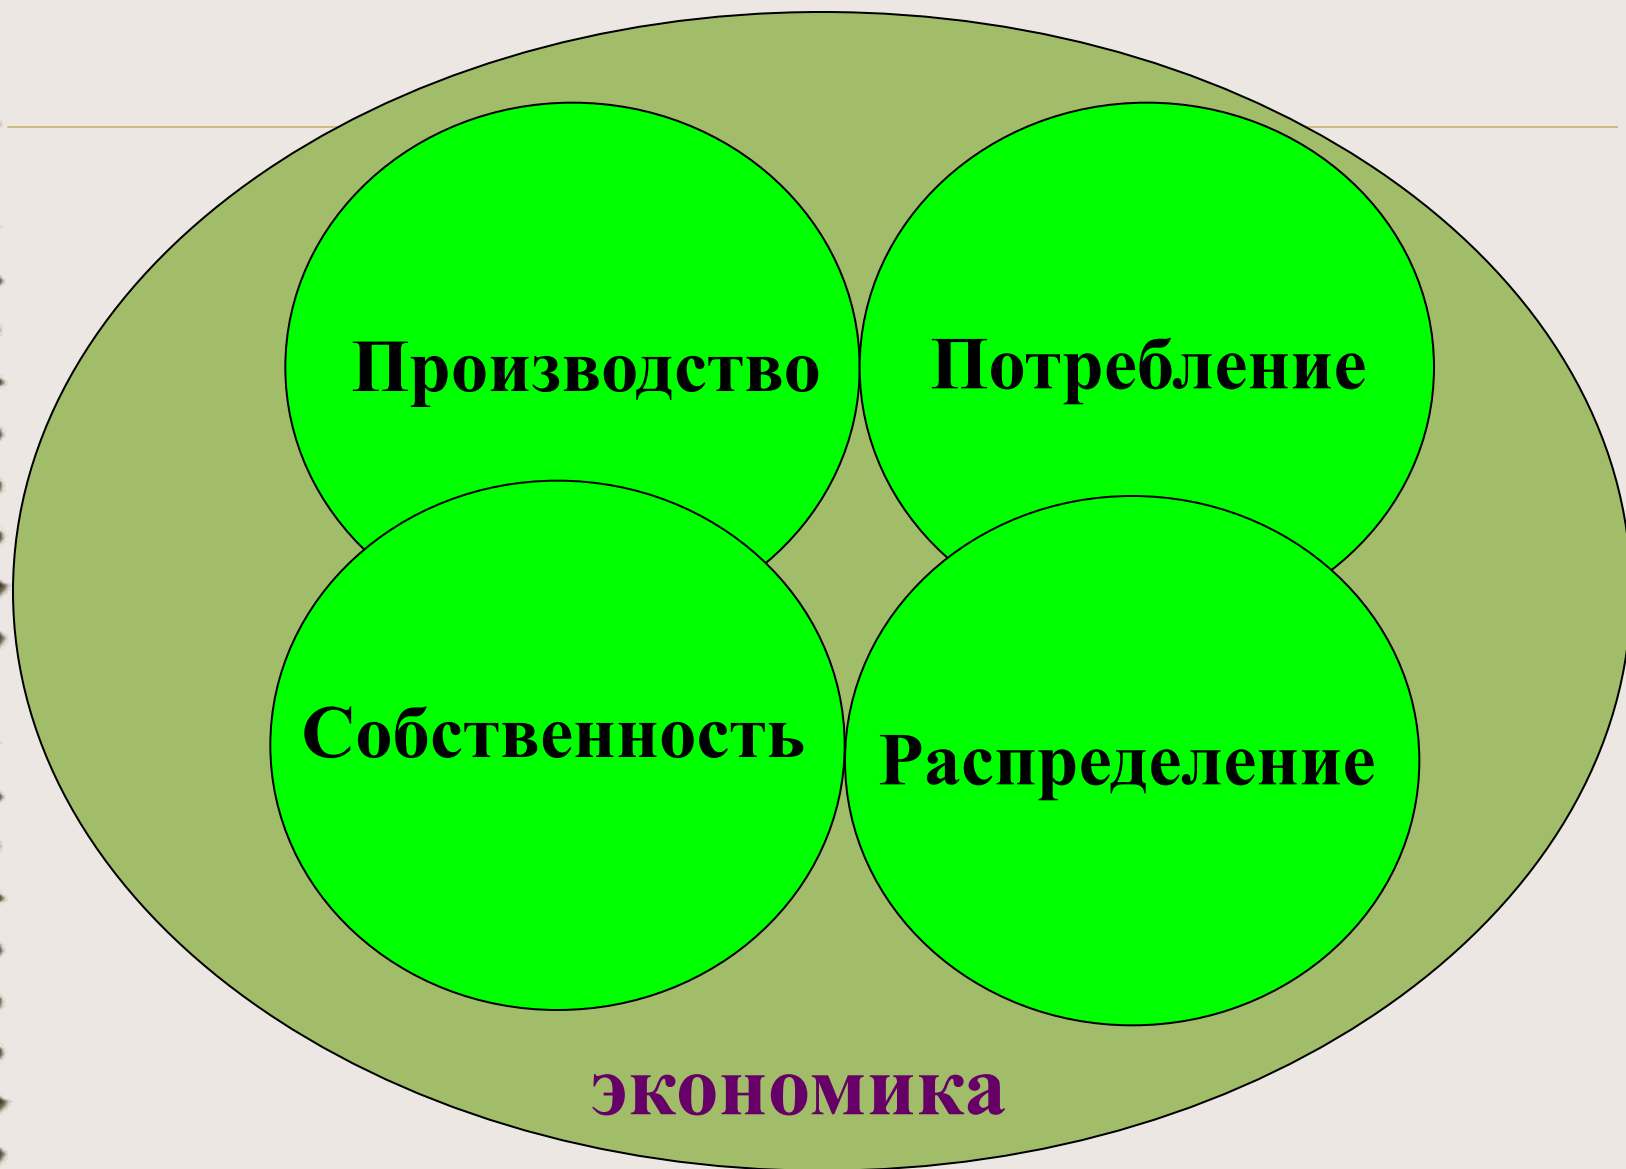 Производство
Потребление
Собственность
Распределение
экономика